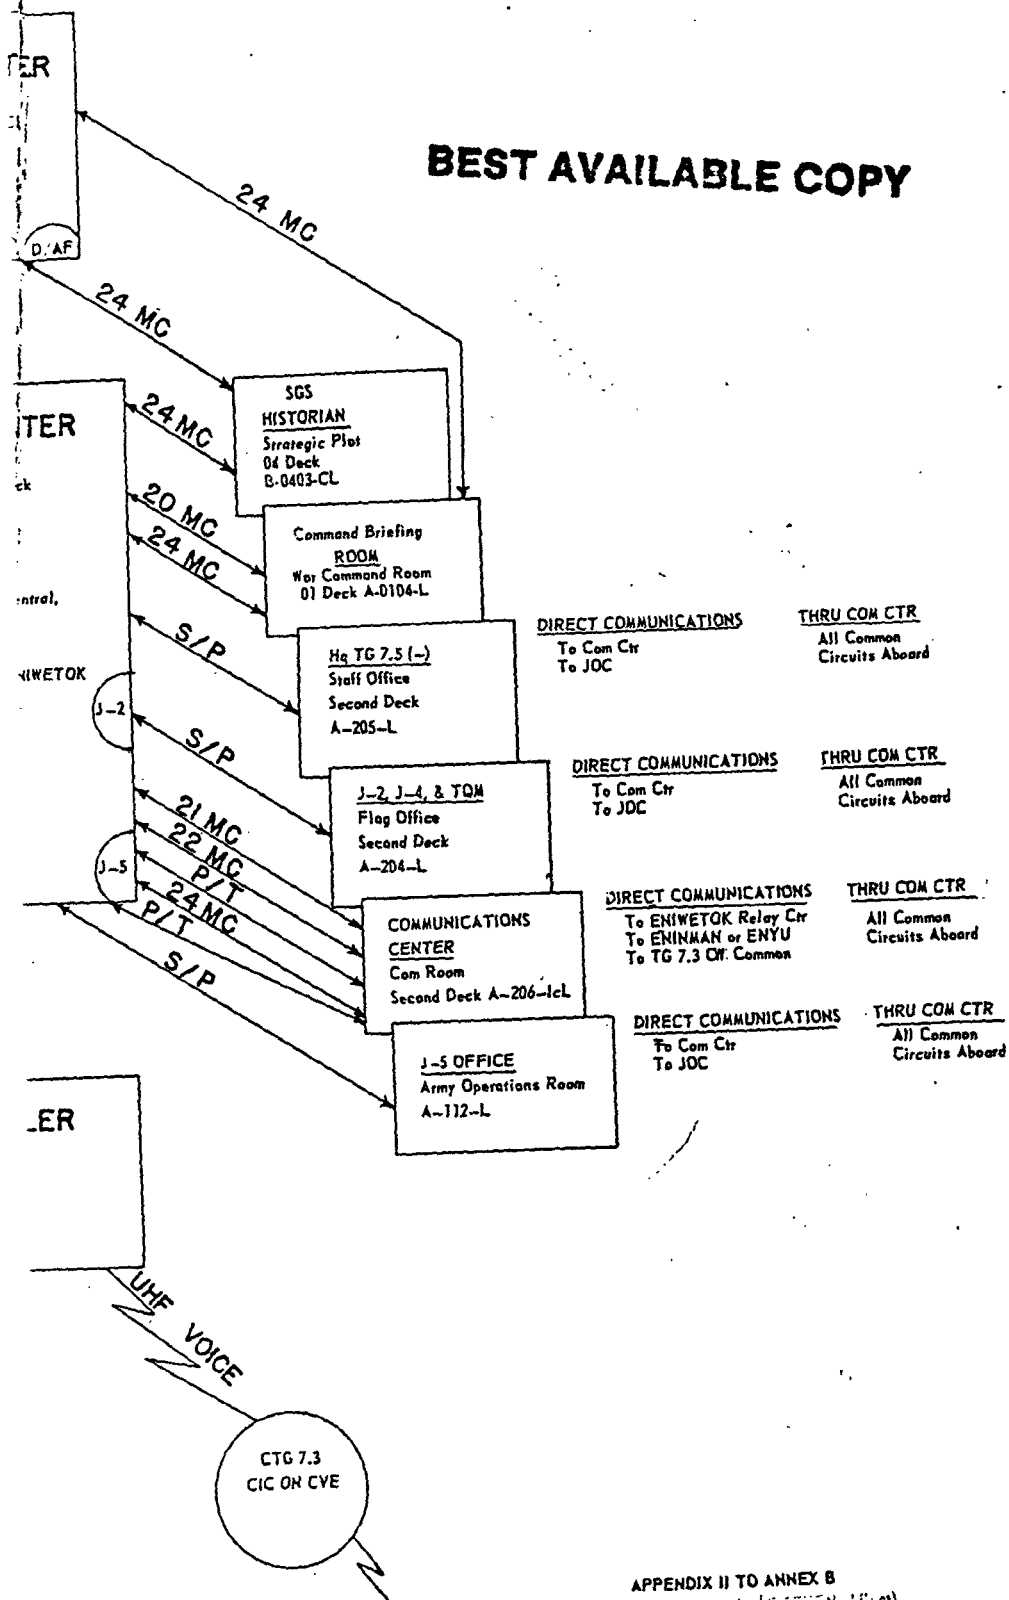 BEST AVAILABLE COPY
TER
24 MC
D/AF
24 MC
SGS
HISTORIAN
Strategic Plot
04 Deck
B-0403-CL
TER
ck
24 MC
20 MC
24 MC
Command Briefing
ROOM
War Command Room
01 Deck A-0104-L
entral,
NIWETOK
S/P
Hq TG 7.5 (-)
Staff Office
Second Deck
A-205-L
DIRECT COMMUNICATIONS
To Com Ctr
To JOC
THRU COM CTR
All Common
Circuits Aboard
J-2
S/P
J-2, J-4, & TQM
Flag Office
Second Deck
A-204-L
DIRECT COMMUNICATIONS
To Com Ctr
To JOC
THRU COM CTR
All Common
Circuits Aboard
J-5
21 MC
22 MC
P/T
24 MC
P/T
COMMUNICATIONS
CENTER
Com Room
Second Deck A-206-IcL
DIRECT COMMUNICATIONS
To ENIWETOK Relay Ctr
To ENINMAN or ENYU
To TG 7.3 Off. Common
THRU COM CTR
All Common
Circuits Aboard
S/P
J-5 OFFICE
Army Operations Room
A-112-L
DIRECT COMMUNICATIONS
To Com Ctr
To JOC
THRU COM CTR
All Common
Circuits Aboard
LER
UHF VOICE
CTG 7.3
CIC ON CVE
APPENDIX II TO ANNEX B